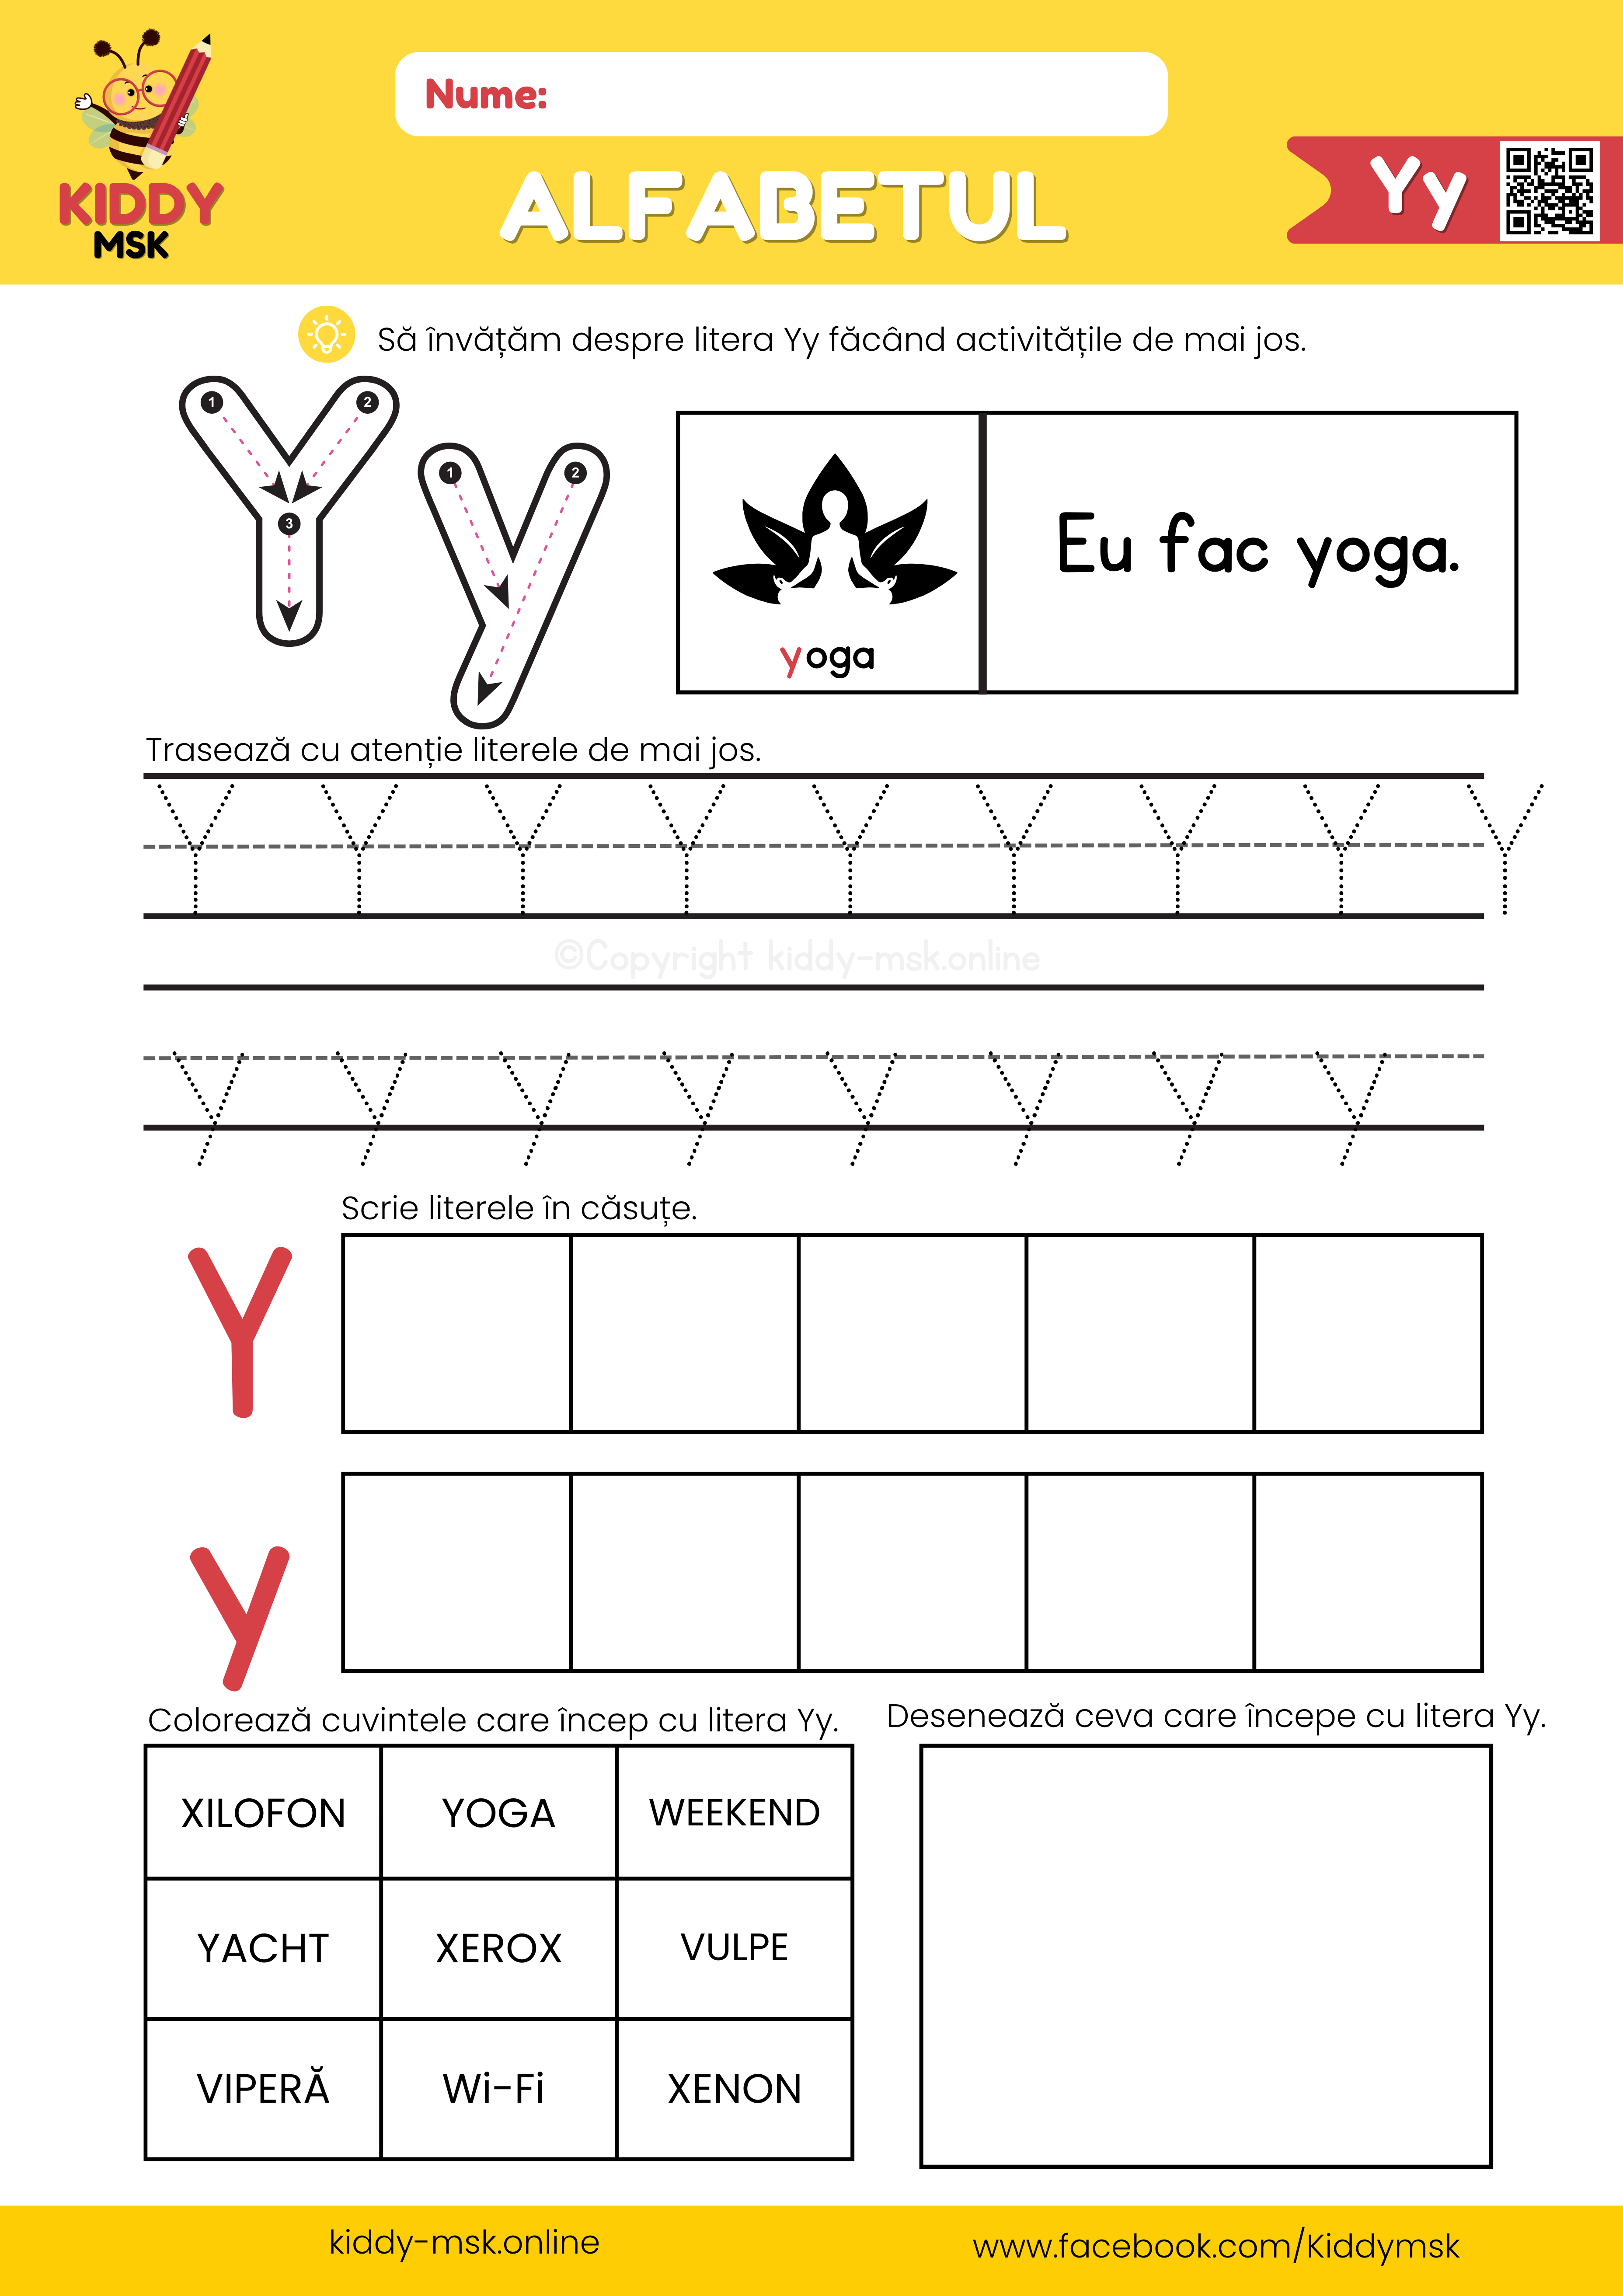 Nume:
KIDDY
MSK
ALFABETUL
Yy
Să învățăm despre litera Yy făcând activitățile de mai jos.
1 2
3
1 2
yoga
Eu fac yoga.
Trasează cu atenție literele de mai jos.
Y Y Y Y Y Y Y Y Y
©Copyright kiddy-msk.online
y y y y y y y y
Scrie literele în căsuțe.
Y
y
Colorează cuvintele care încep cu litera Yy.
XILOFON YOGA WEEKEND
YACHT XEROX VULPE
VIPERĂ Wi-Fi XENON
Desenează ceva care începe cu litera Yy.
kiddy-msk.online
www.facebook.com/Kiddymsk